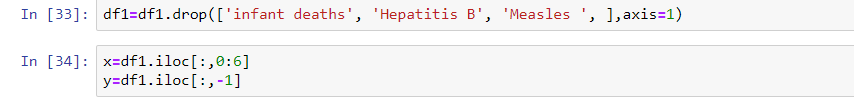 In [33]: df1=df1.drop(['infant deaths', 'Hepatitis B', 'Measles ', ],axis=1)
In [34]: x=df1.iloc[:,0:6]
y=df1.iloc[:,-1]